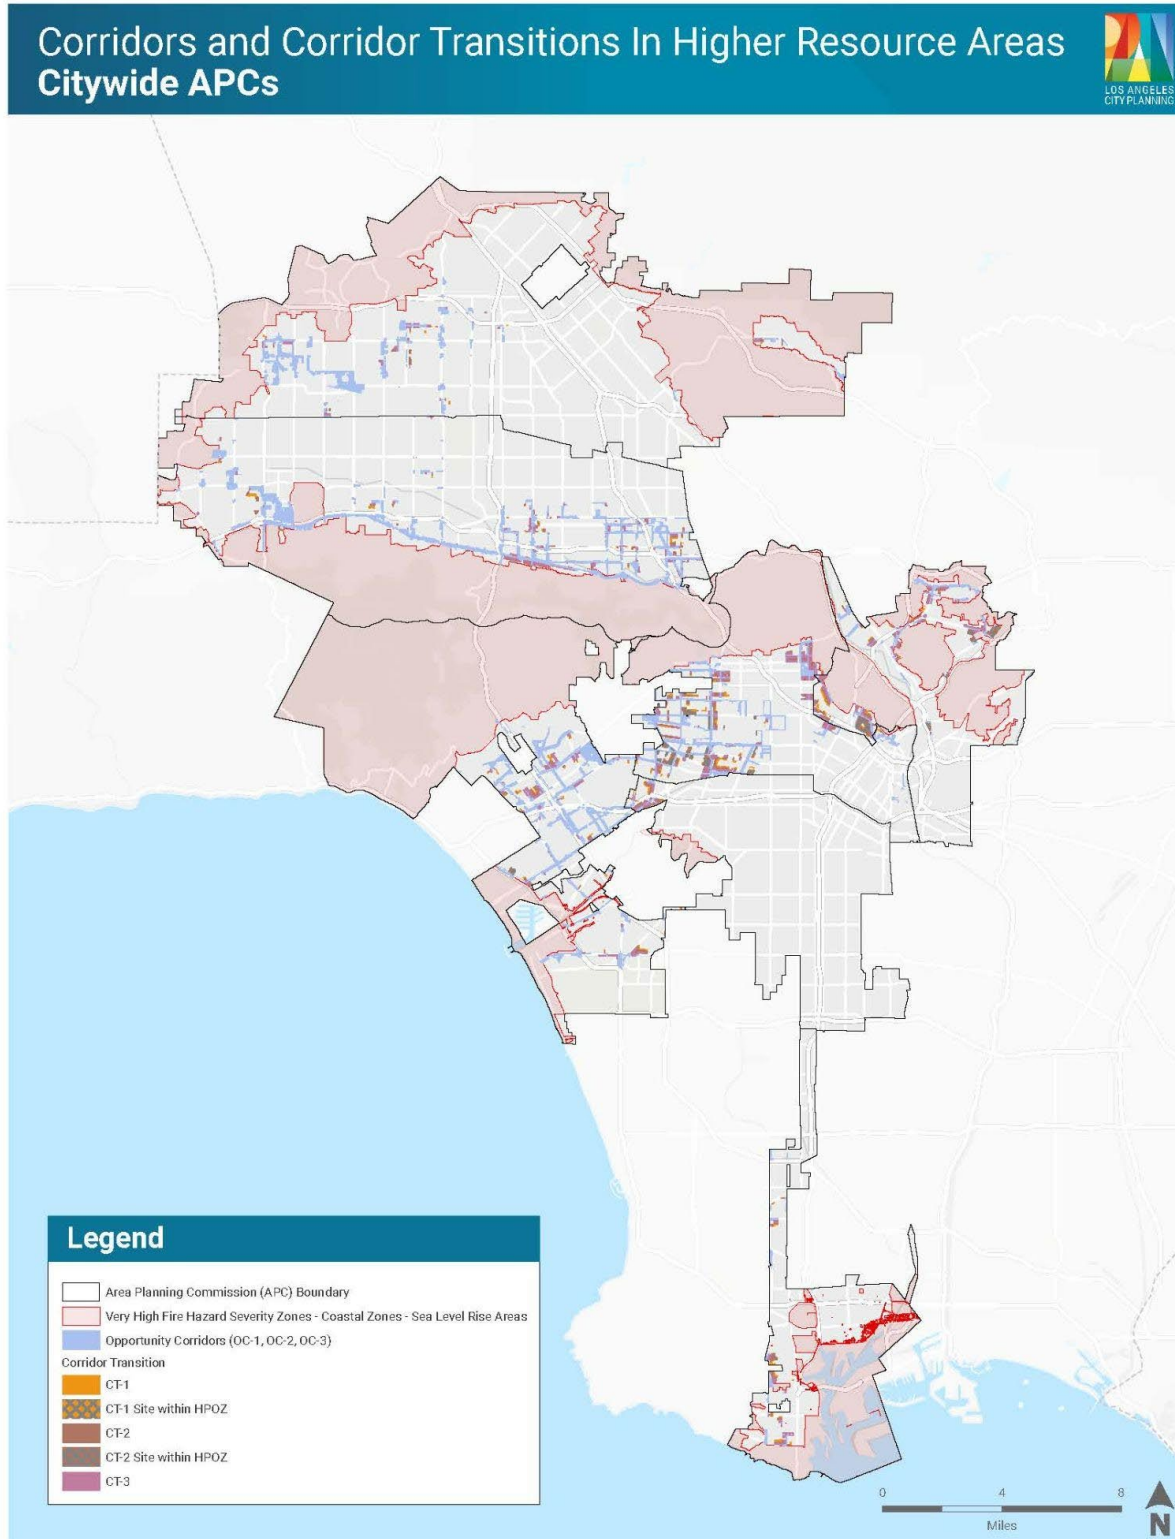 Corridors and Corridor Transitions In Higher Resource Areas
Citywide APCs
LOS ANGELES
CITY PLANNING
Legend
Area Planning Commission (APC) Boundary
Very High Fire Hazard Severity Zones - Coastal Zones - Sea Level Rise Areas
Opportunity Corridors (OC-1, OC-2, OC-3)
Corridor Transition
CT-1
CT-1 Site within HPOZ
CT-2
CT-2 Site within HPOZ
CT-3
0 4 8
Miles
N